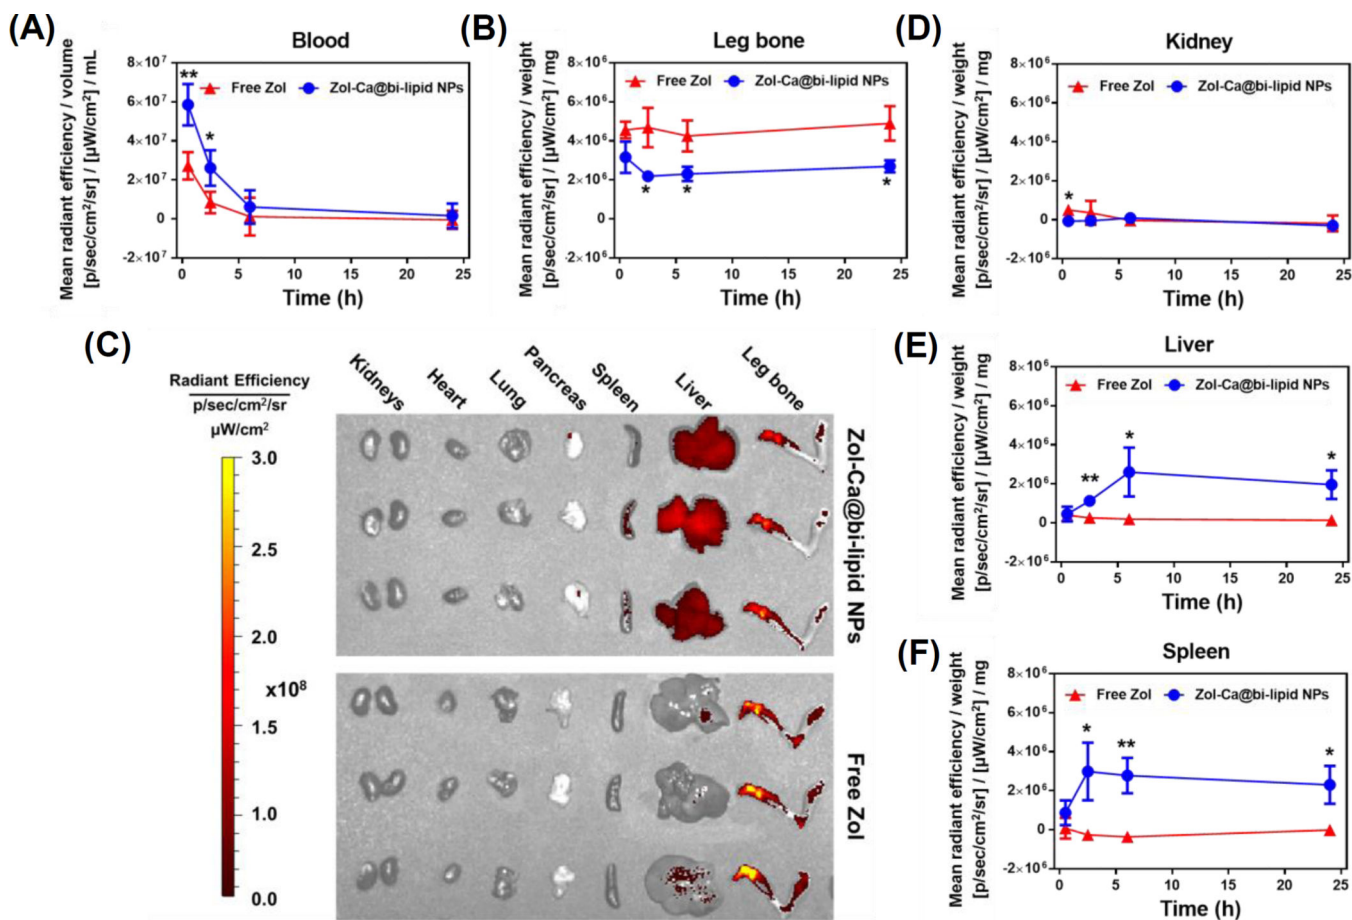 (A)
Blood
Mean radiant efficiency / volume
[p/sec/cm²/sr] / [µW/cm²] / mL
8×10⁷
6×10⁷
4×10⁷
2×10⁷
0
-2×10⁷
**
*
Free Zol
Zol-Ca@bi-lipid NPs
0 5 10 15 20 25
Time (h)
(B)
Leg bone
Mean radiant efficiency / weight
[p/sec/cm²/sr] / [µW/cm²] / mg
8×10⁶
6×10⁶
4×10⁶
2×10⁶
0
-2×10⁶
Free Zol
Zol-Ca@bi-lipid NPs
* * *
0 5 10 15 20 25
Time (h)
(D)
Kidney
Mean radiant efficiency / weight
[p/sec/cm²/sr] / [µW/cm²] / mg
8×10⁶
6×10⁶
4×10⁶
2×10⁶
0
-2×10⁶
Free Zol
Zol-Ca@bi-lipid NPs
*
0 5 10 15 20 25
Time (h)
(C)
Radiant Efficiency
p/sec/cm²/sr
µW/cm²
3.0
2.5
2.0
x10⁸
1.5
1.0
0.0
Kidneys
Heart
Lung
Pancreas
Spleen
Liver
Leg bone
Zol-Ca@bi-lipid NPs
Free Zol
(E)
Liver
Mean radiant efficiency / weight
[p/sec/cm²/sr] / [µW/cm²] / mg
8×10⁶
6×10⁶
4×10⁶
2×10⁶
0
-2×10⁶
Free Zol
Zol-Ca@bi-lipid NPs
** * *
0 5 10 15 20 25
Time (h)
(F)
Spleen
Mean radiant efficiency / weight
[p/sec/cm²/sr] / [µW/cm²] / mg
8×10⁶
6×10⁶
4×10⁶
2×10⁶
0
-2×10⁶
Free Zol
Zol-Ca@bi-lipid NPs
* ** *
0 5 10 15 20 25
Time (h)